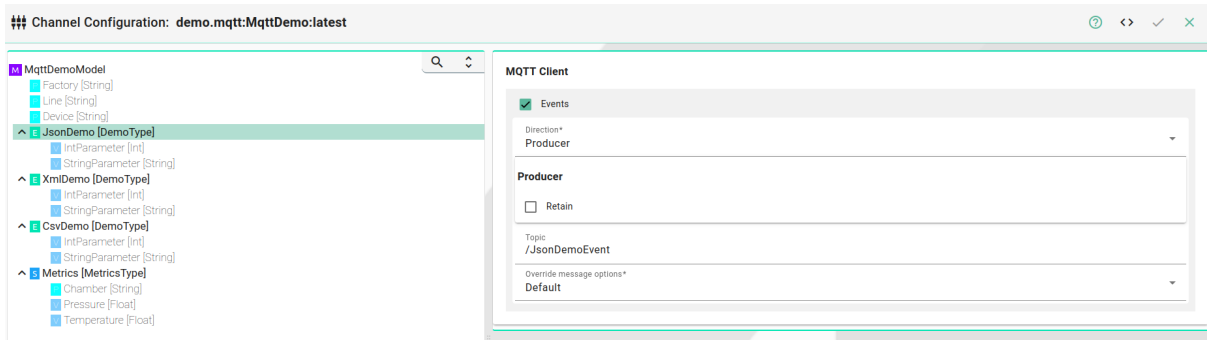 Channel Configuration: demo.mqtt:MqttDemo:latest
M MqttDemoModel
Factory [String]
Line [String]
Device [String]
E JsonDemo [DemoType]
V IntParameter [Int]
V StringParameter [String]
E XmlDemo [DemoType]
V IntParameter [Int]
V StringParameter [String]
E CsvDemo [DemoType]
V IntParameter [Int]
V StringParameter [String]
S Metrics [MetricsType]
Chamber [String]
V Pressure [Float]
V Temperature [Float]
MQTT Client
Events
Direction*
Producer
Producer
Retain
Topic
/JsonDemoEvent
Override message options*
Default